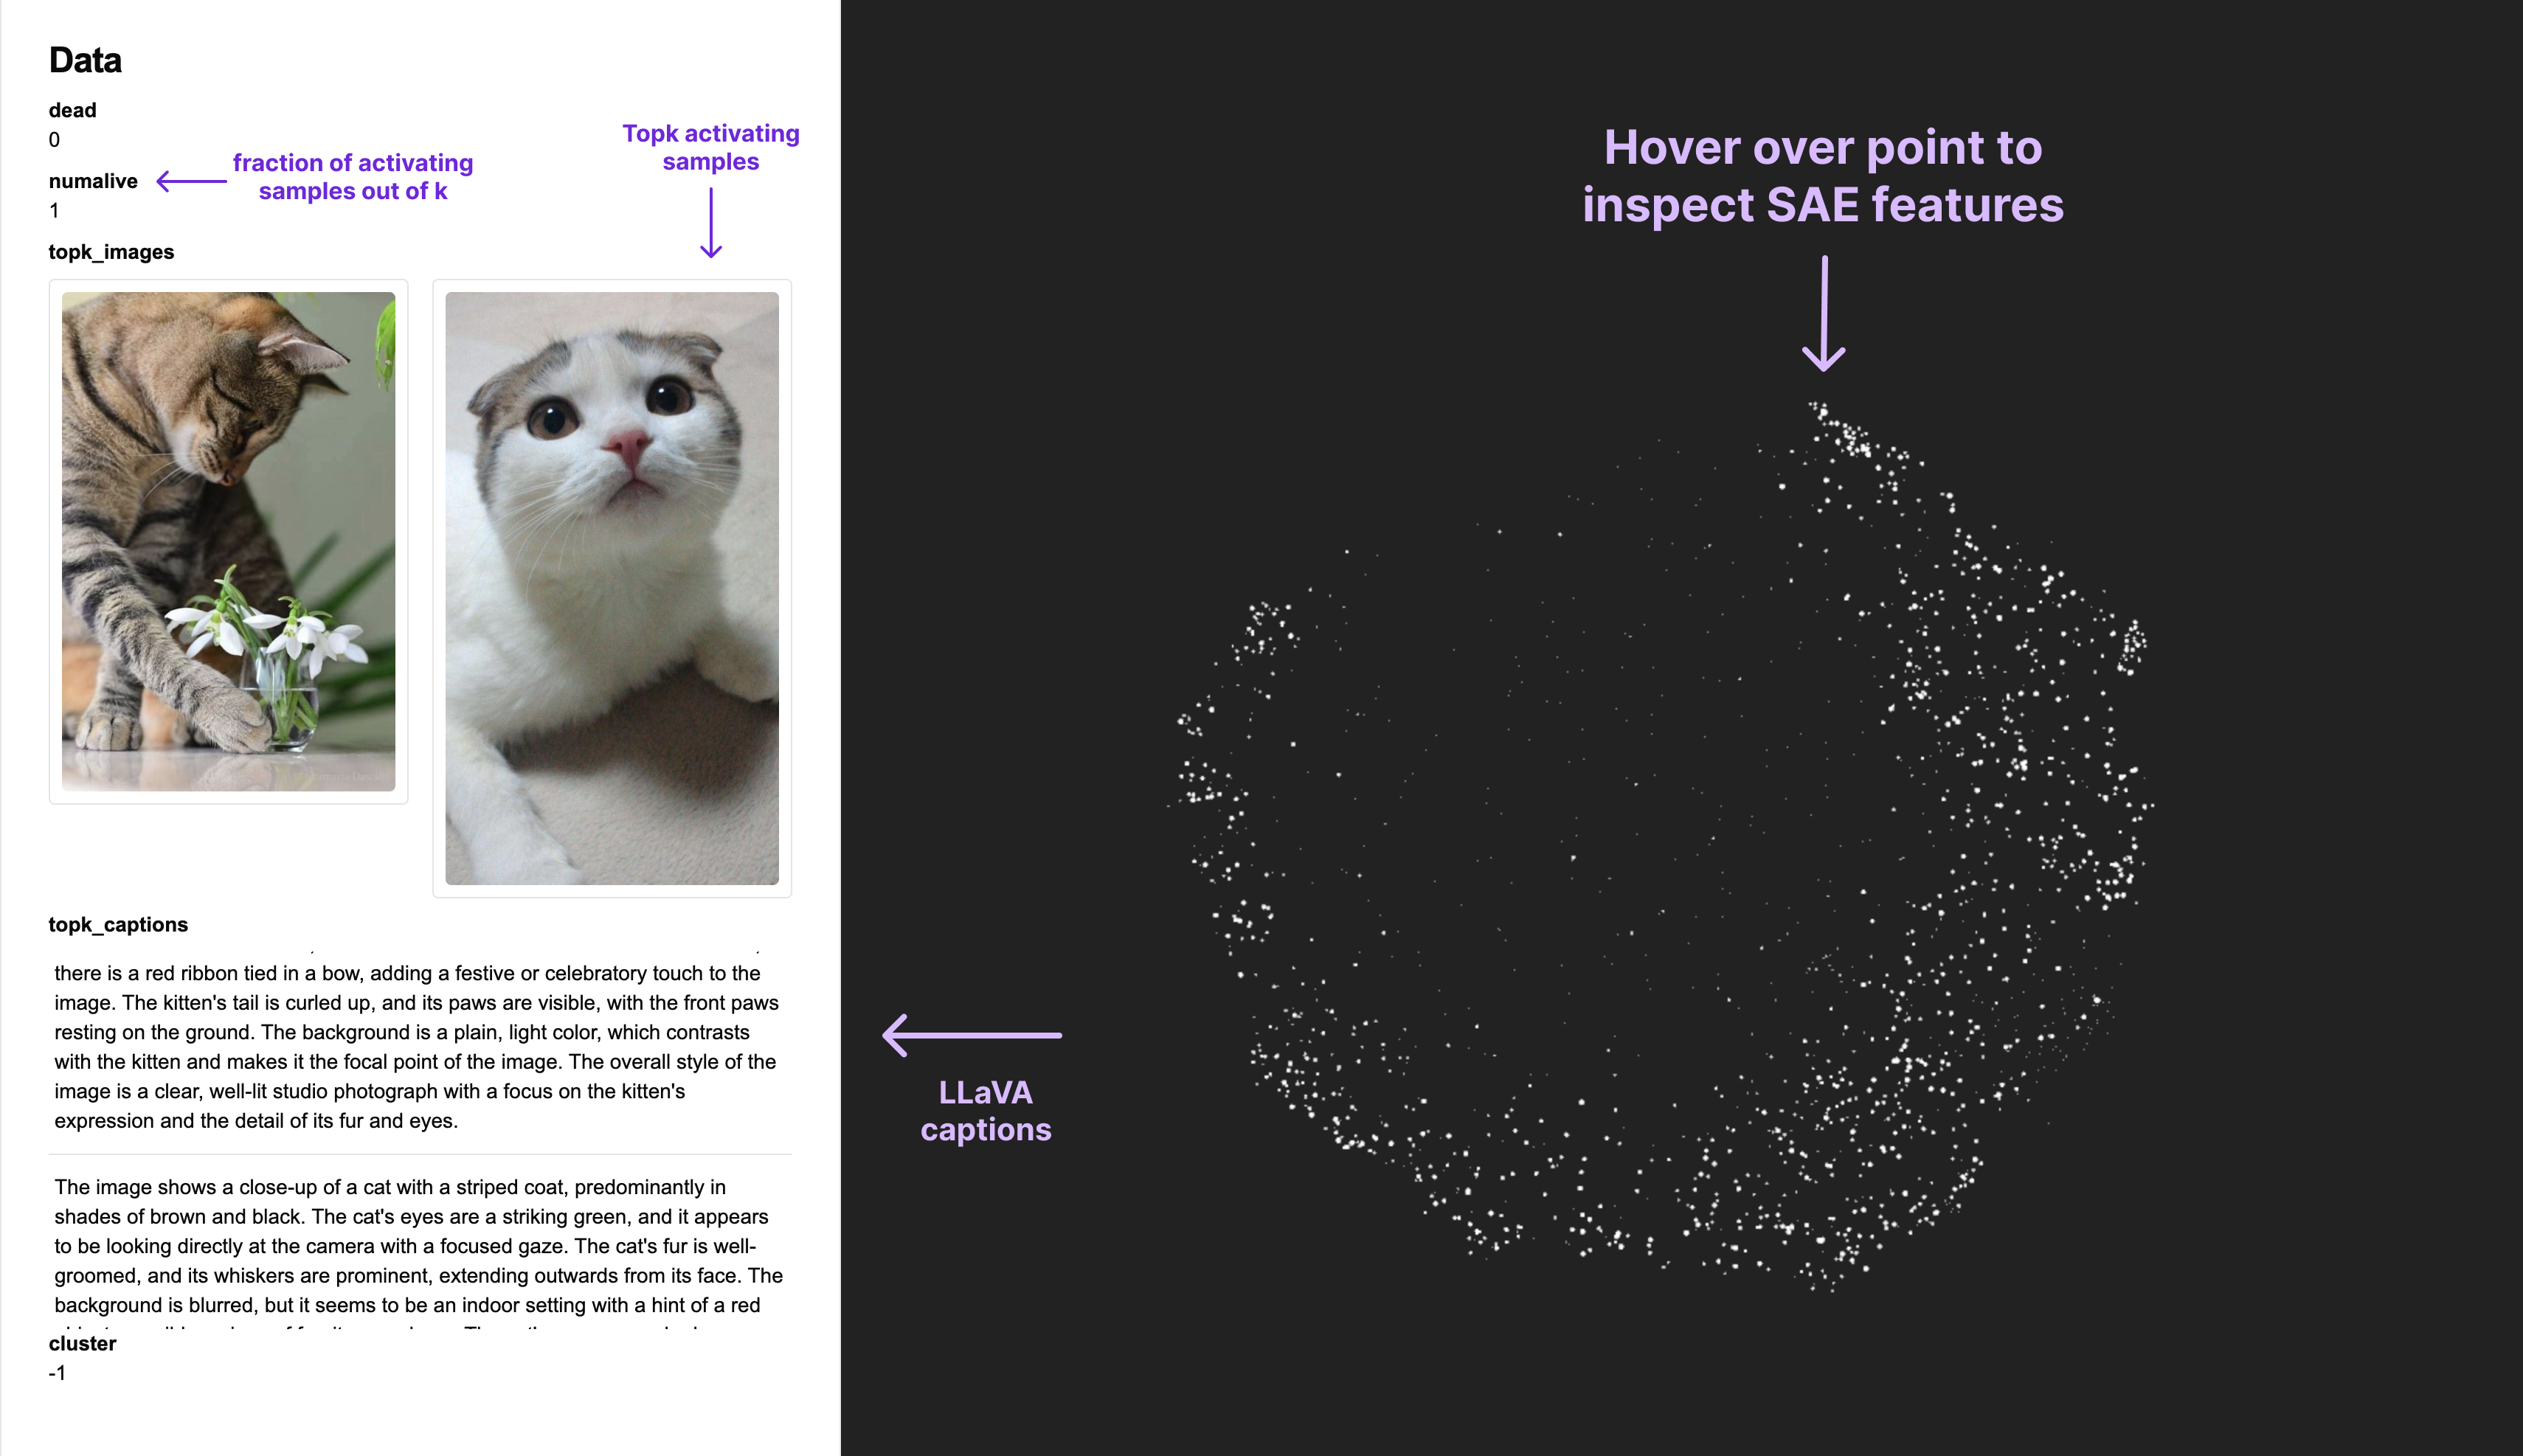 Data
dead
0
numalive
1
fraction of activating
samples out of k
Topk activating
samples
topk_images
topk_captions
there is a red ribbon tied in a bow, adding a festive or celebratory touch to the
image. The kitten's tail is curled up, and its paws are visible, with the front paws
resting on the ground. The background is a plain, light color, which contrasts
with the kitten and makes it the focal point of the image. The overall style of the
image is a clear, well-lit studio photograph with a focus on the kitten's
expression and the detail of its fur and eyes.
The image shows a close-up of a cat with a striped coat, predominantly in
shades of brown and black. The cat's eyes are a striking green, and it appears
to be looking directly at the camera with a focused gaze. The cat's fur is well-
groomed, and its whiskers are prominent, extending outwards from its face. The
background is blurred, but it seems to be an indoor setting with a hint of a red
cluster
-1
Hover over point to
inspect SAE features
LLaVA
captions